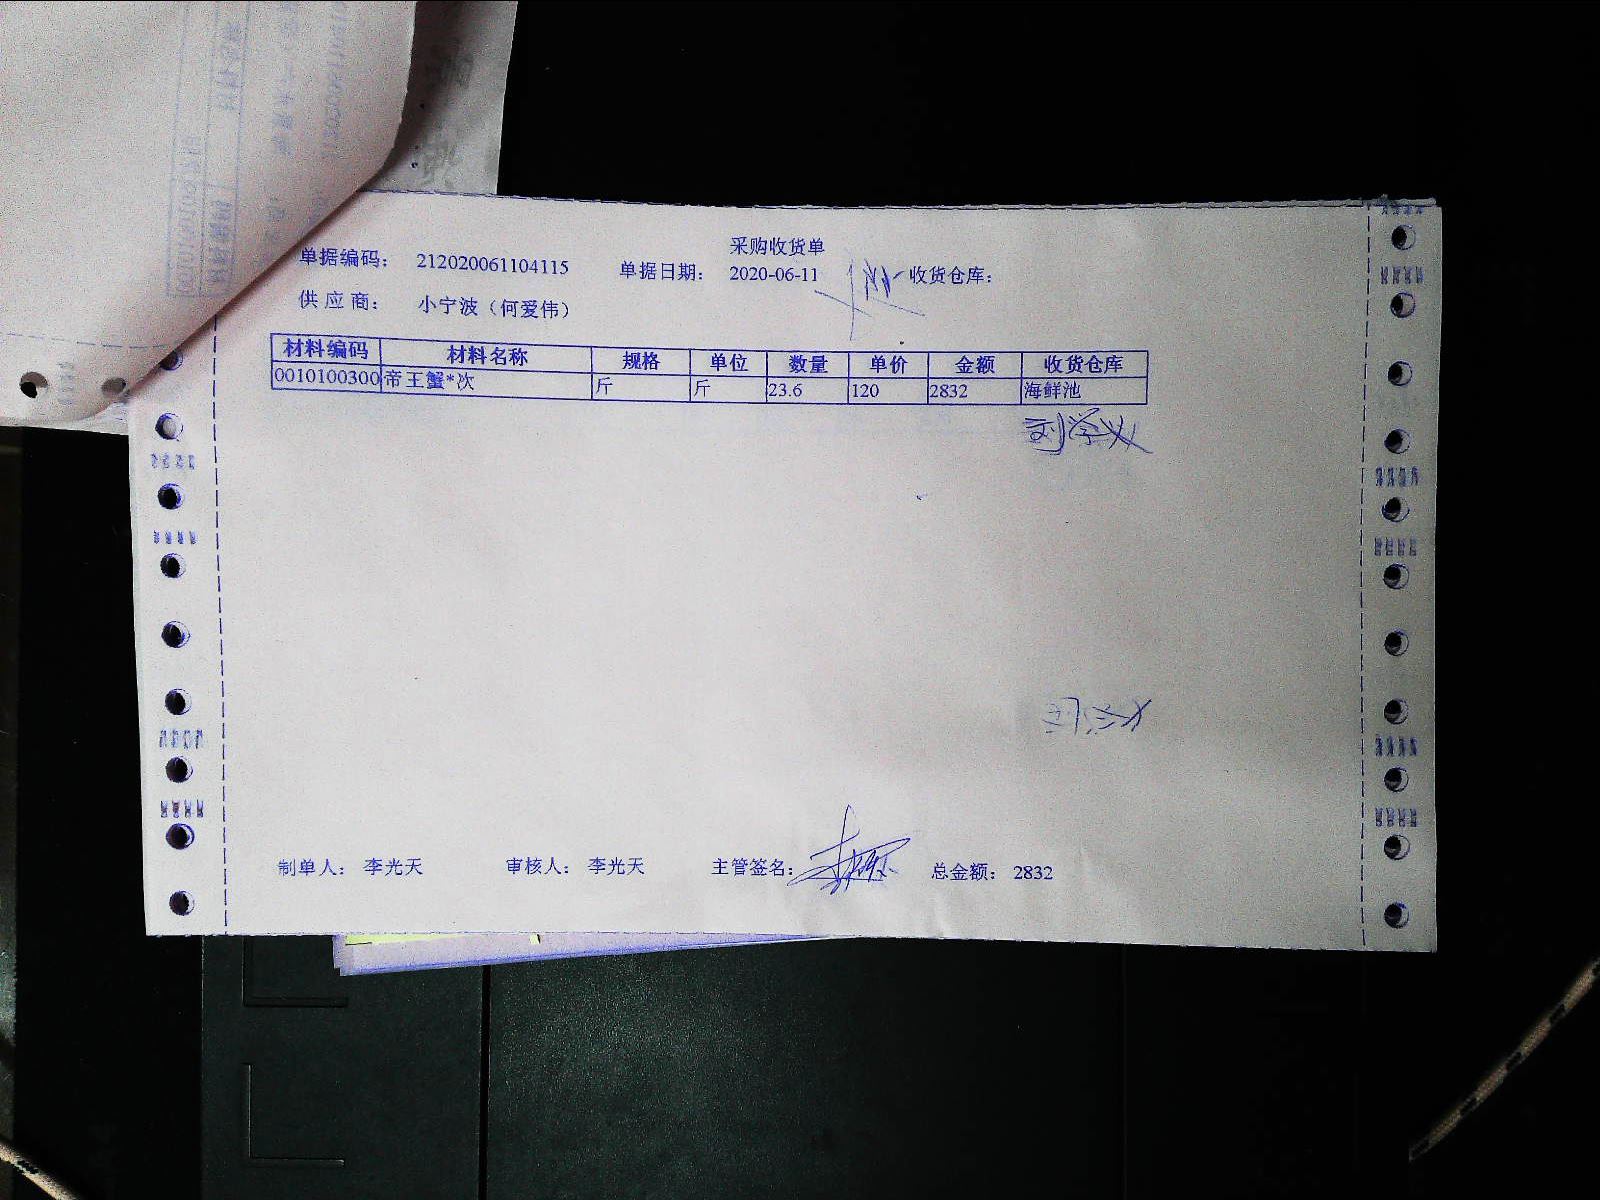 采购收货单
单据编码： 212020061104115 单据日期： 2020-06-11 收货仓库：
供应商： 小宁波（何爱伟）
材料编码 材料名称 规格 单位 数量 单价 金额 收货仓库
0010100300 帝王蟹*次 斤 斤 23.6 120 2832 海鲜池
制单人： 李光天 审核人： 李光天 主管签名： 总金额： 2832